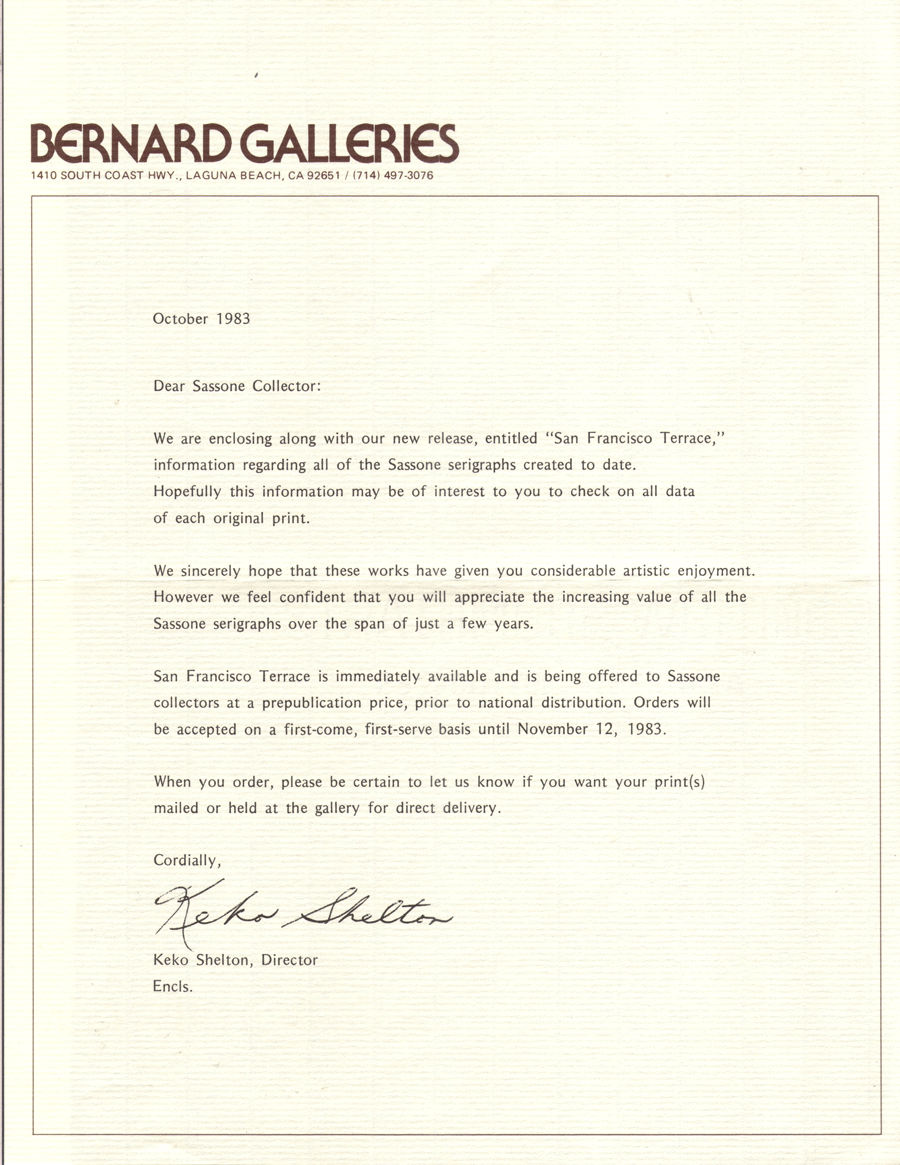 BERNARD GALLERIES
1410 SOUTH COAST HWY., LAGUNA BEACH, CA 92651 / (714) 497-3076
October 1983
Dear Sassone Collector:
We are enclosing along with our new release, entitled “San Francisco Terrace,”
information regarding all of the Sassone serigraphs created to date.
Hopefully this information may be of interest to you to check on all data
of each original print.
We sincerely hope that these works have given you considerable artistic enjoyment.
However we feel confident that you will appreciate the increasing value of all the
Sassone serigraphs over the span of just a few years.
San Francisco Terrace is immediately available and is being offered to Sassone
collectors at a prepublication price, prior to national distribution. Orders will
be accepted on a first-come, first-serve basis until November 12, 1983.
When you order, please be certain to let us know if you want your print(s)
mailed or held at the gallery for direct delivery.
Cordially,
Keko Shelton
Keko Shelton, Director
Encls.